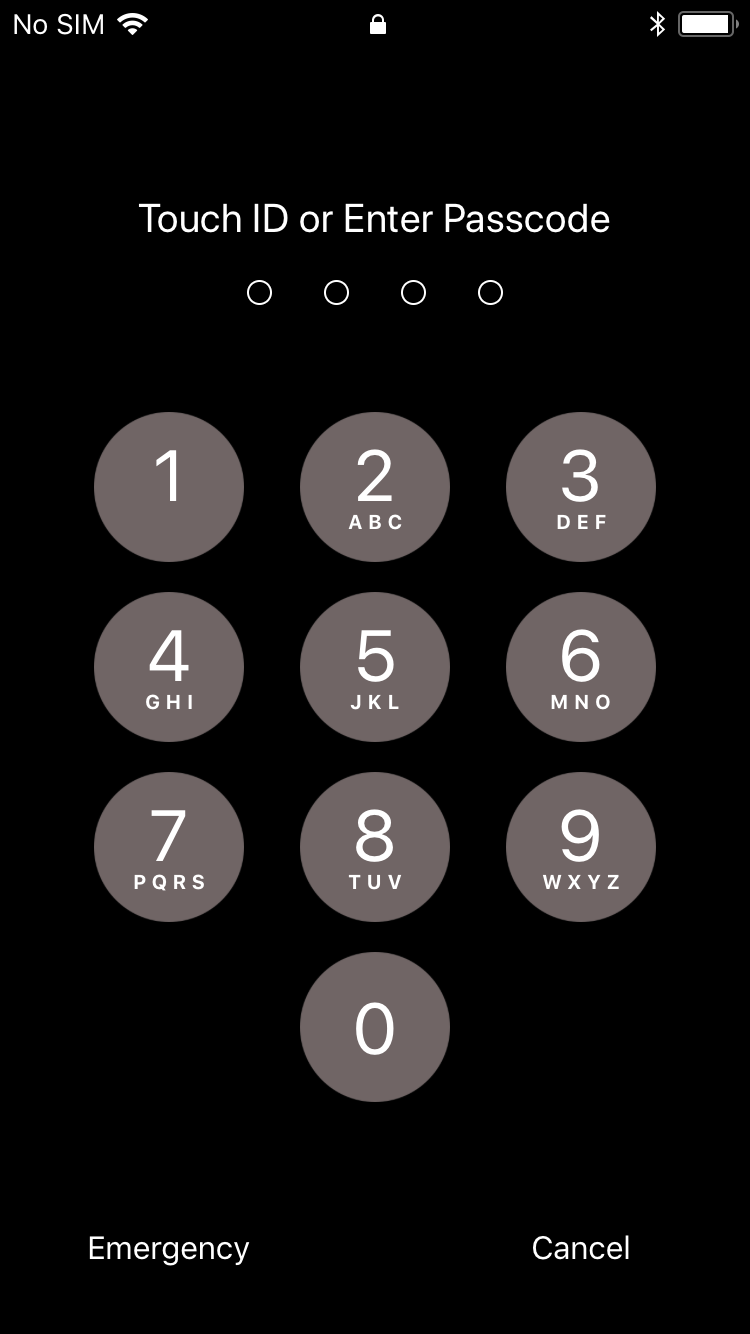 No SIM
Touch ID or Enter Passcode
1 2 3
ABC DEF
4 5 6
GHI JKL MNO
7 8 9
PQRS TUV WXYZ
0
Emergency Cancel